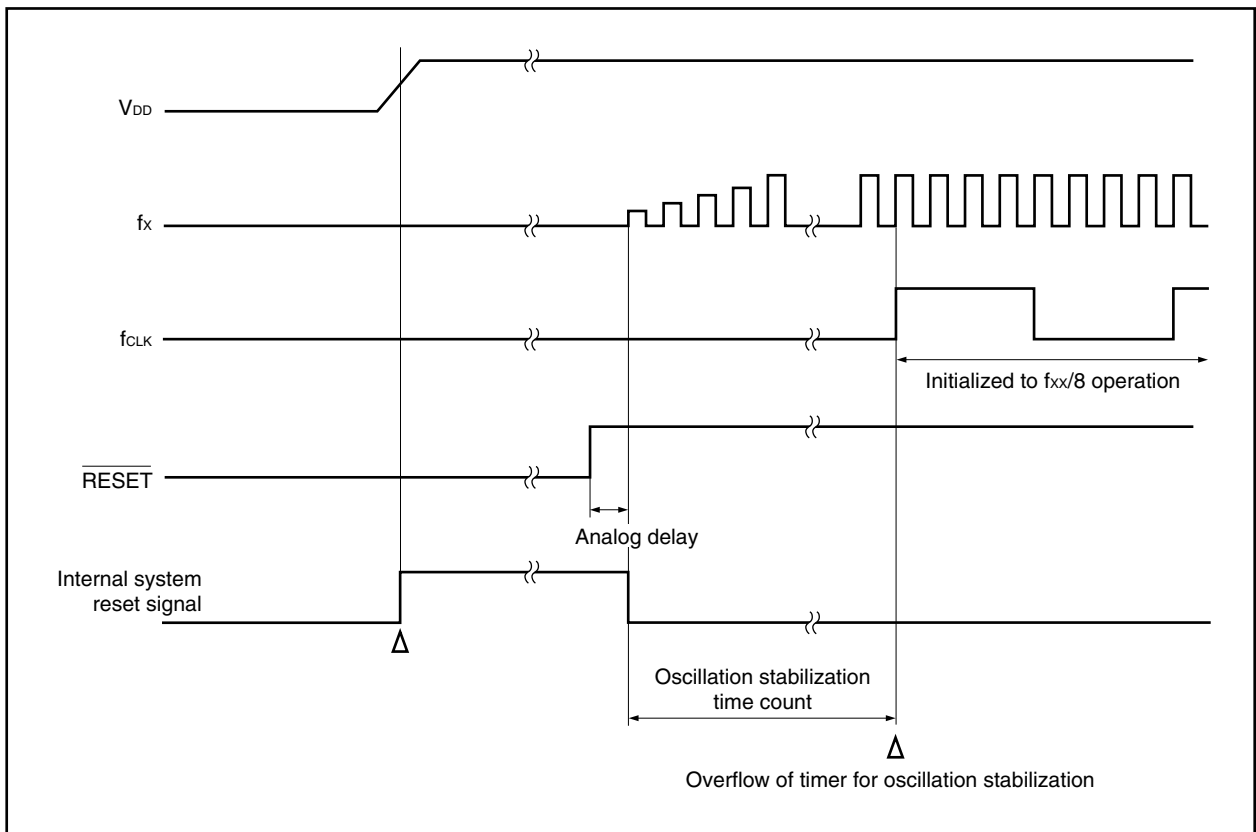 VDD
fX
fCLK
Initialized to fXX/8 operation
RESET
Analog delay
Internal system
reset signal
Oscillation stabilization
time count
Overflow of timer for oscillation stabilization